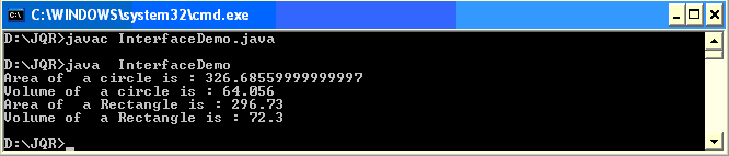 C:\WINDOWS\system32\cmd.exe
D:\JQR>javac InterfaceDemo.java
D:\JQR>java  InterfaceDemo
Area of  a circle is : 326.68559999999997
Volume of  a circle is : 64.056
Area of  a Rectangle is : 296.73
Volume of  a Rectangle is : 72.3
D:\JQR>_